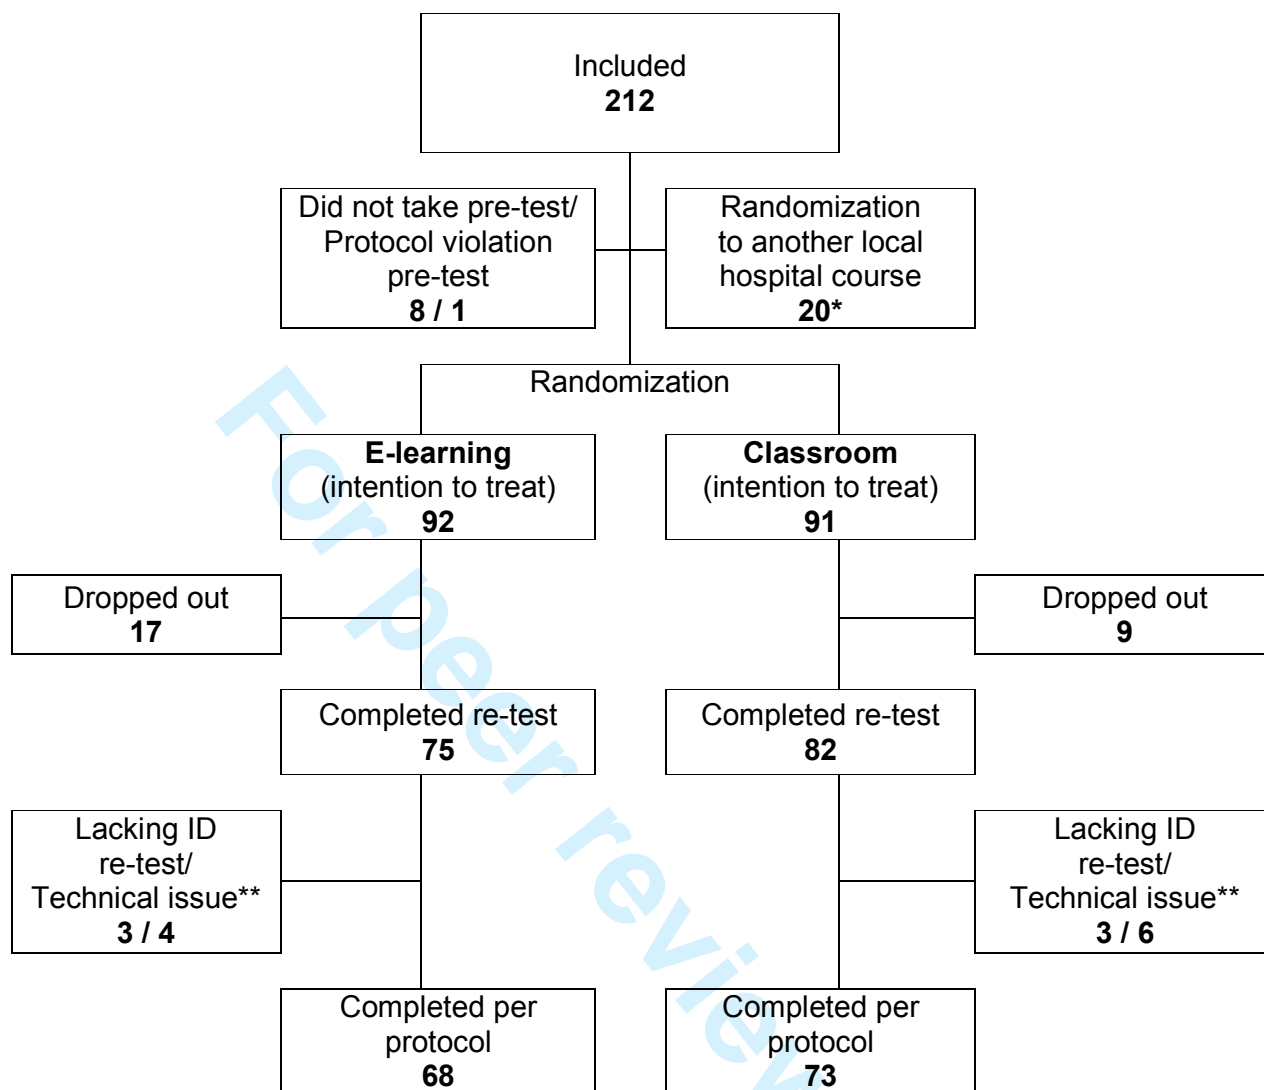 Included
212
Did not take pre-test/
Protocol violation
pre-test
8 / 1
Randomization
to another local
hospital course
20*
Randomization
E-learning
(intention to treat)
92
Classroom
(intention to treat)
91
Dropped out
17
Dropped out
9
Completed re-test
75
Completed re-test
82
Lacking ID
re-test/
Technical issue**
3 / 4
Lacking ID
re-test/
Technical issue**
3 / 6
Completed per
protocol
68
Completed per
protocol
73
For peer review